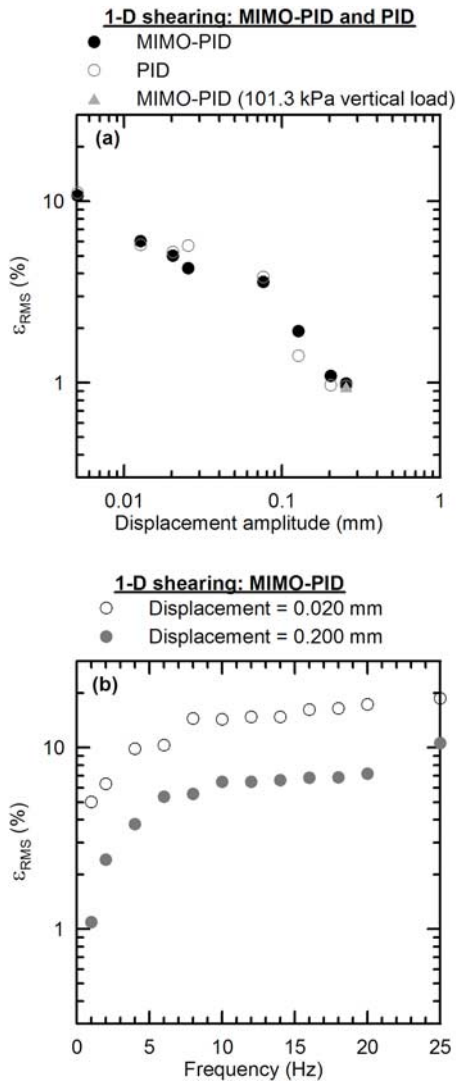 1-D shearing: MIMO-PID and PID
MIMO-PID
PID
MIMO-PID (101.3 kPa vertical load)
(a)
10
1
εRMS (%)
0.01
0.1
1
Displacement amplitude (mm)
1-D shearing: MIMO-PID
Displacement = 0.020 mm
Displacement = 0.200 mm
(b)
10
1
εRMS (%)
0
5
10
15
20
25
Frequency (Hz)